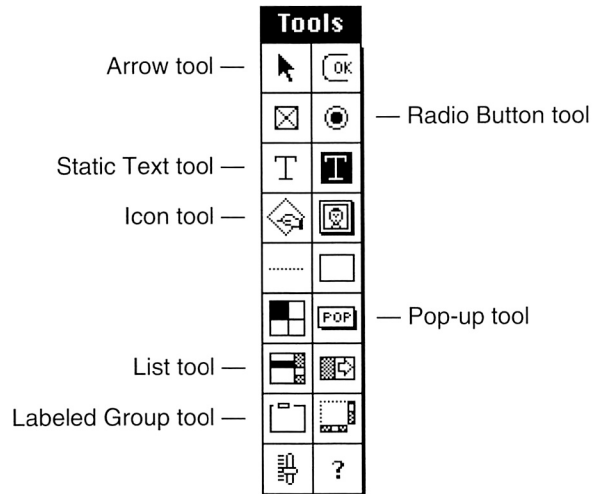 Tools
Arrow tool
OK
Radio Button tool
Static Text tool
T T
Icon tool
POP
Pop-up tool
List tool
Labeled Group tool
?